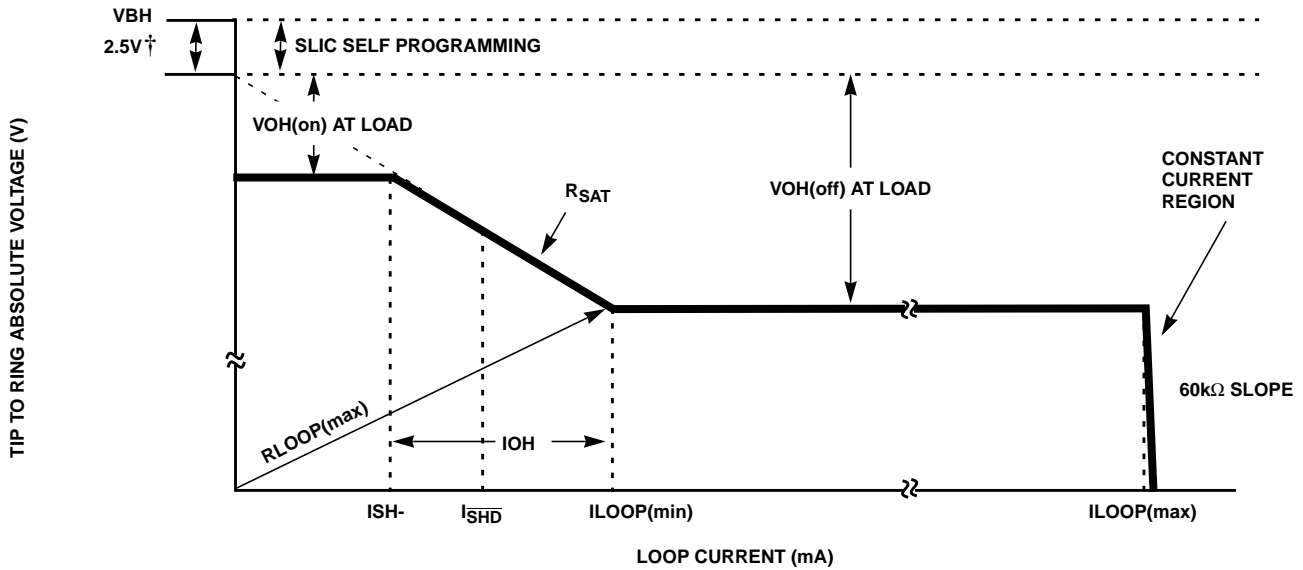 VBH
2.5V †
SLIC SELF PROGRAMMING
VOH(on) AT LOAD
VOH(off) AT LOAD
CONSTANT
CURRENT
REGION
RSAT
60kΩ SLOPE
RLOOP(max)
IOH
ISH-
ISHD
ILOOP(min)
ILOOP(max)
LOOP CURRENT (mA)
TIP TO RING ABSOLUTE VOLTAGE (V)